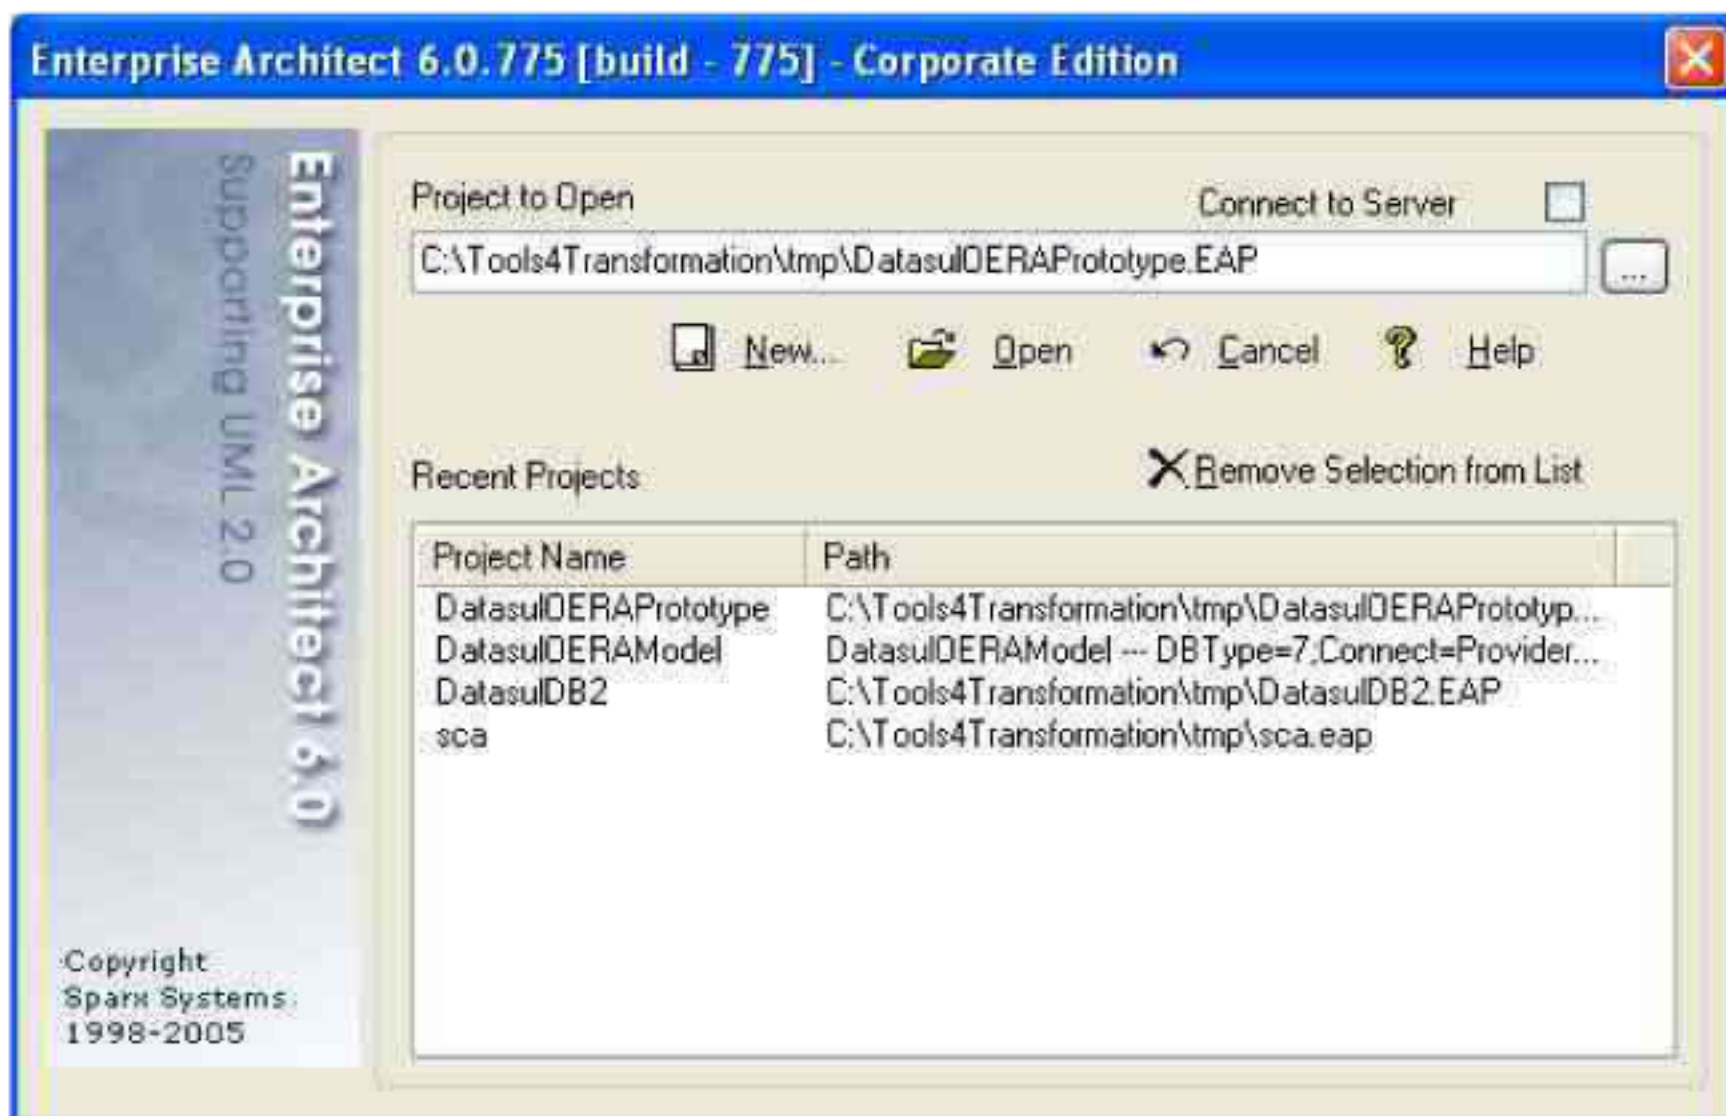 Enterprise Architect 6.0.775 [build - 775] - Corporate Edition
Enterprise Architect 6.0
Supporting UML 2.0
Copyright
Sparx Systems
1998-2005
Project to Open
Connect to Server
C:\Tools4Transformation\tmp\DatasulOERAPrototype.EAP
...
New... Open Cancel Help
Recent Projects
Remove Selection from List
Project Name Path
DatasulOERAPrototype C:\Tools4Transformation\tmp\DatasulOERAPrototyp...
DatasulOERAModel DatasulOERAModel --- DBType=7;Connect=Provider...
DatasulDB2 C:\Tools4Transformation\tmp\DatasulDB2.EAP
sca C:\Tools4Transformation\tmp\sca.eap